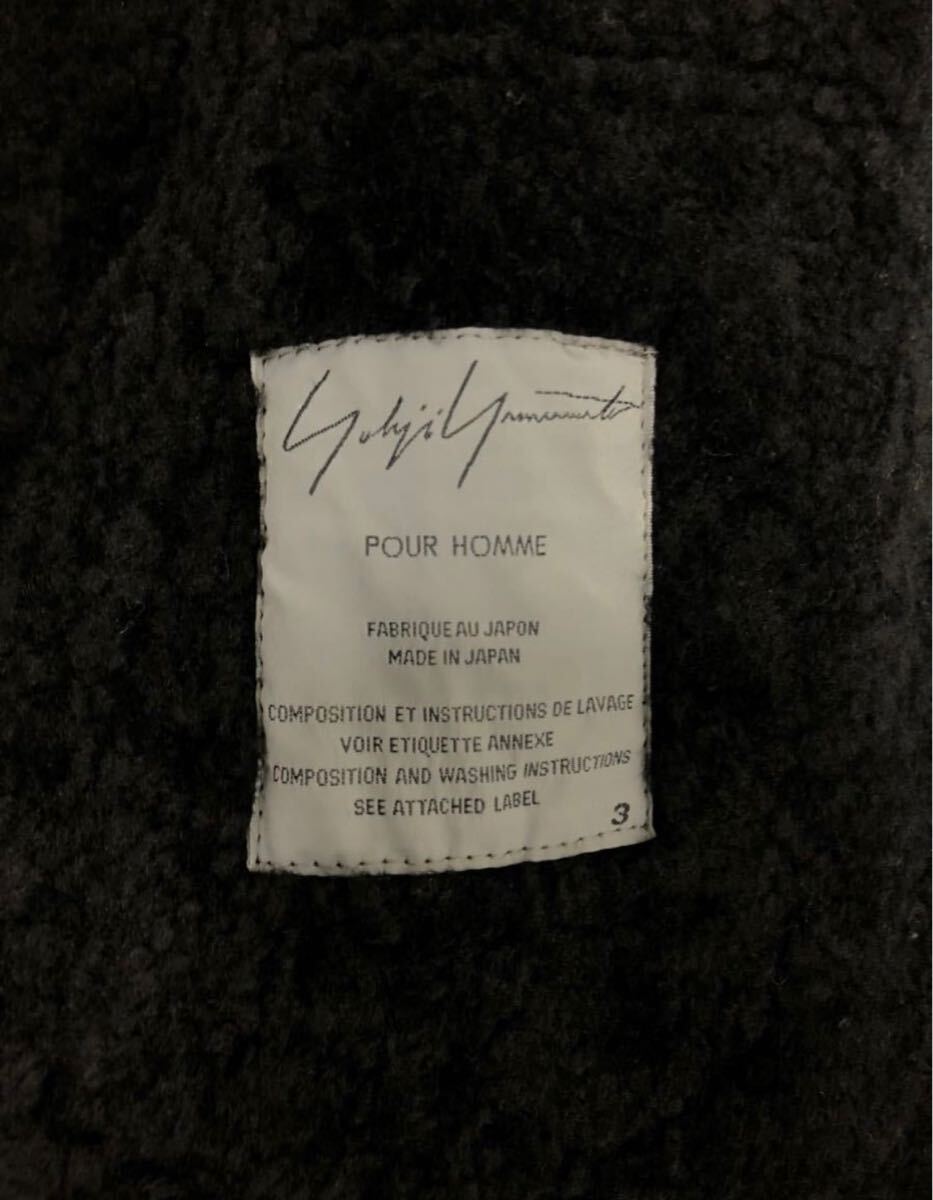 Yohji Yamamoto
POUR HOMME
FABRIQUE AU JAPON
MADE IN JAPAN
COMPOSITION ET INSTRUCTIONS DE LAVAGE
VOIR ETIQUETTE ANNEXE
COMPOSITION AND WASHING INSTRUCTIONS
SEE ATTACHED LABEL
3